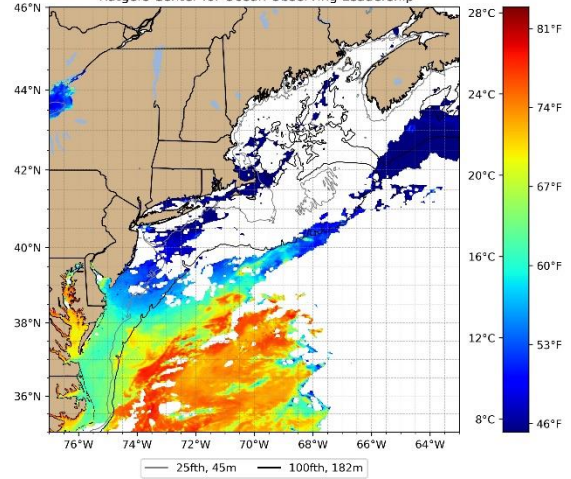 Rutgers Center for Ocean Observing Leadership
46°N
44°N
42°N
40°N
38°N
36°N
76°W 74°W 72°W 70°W 68°W 66°W 64°W
28°C
24°C
20°C
16°C
12°C
8°C
81°F
74°F
67°F
60°F
53°F
46°F
25fth, 45m 100fth, 182m